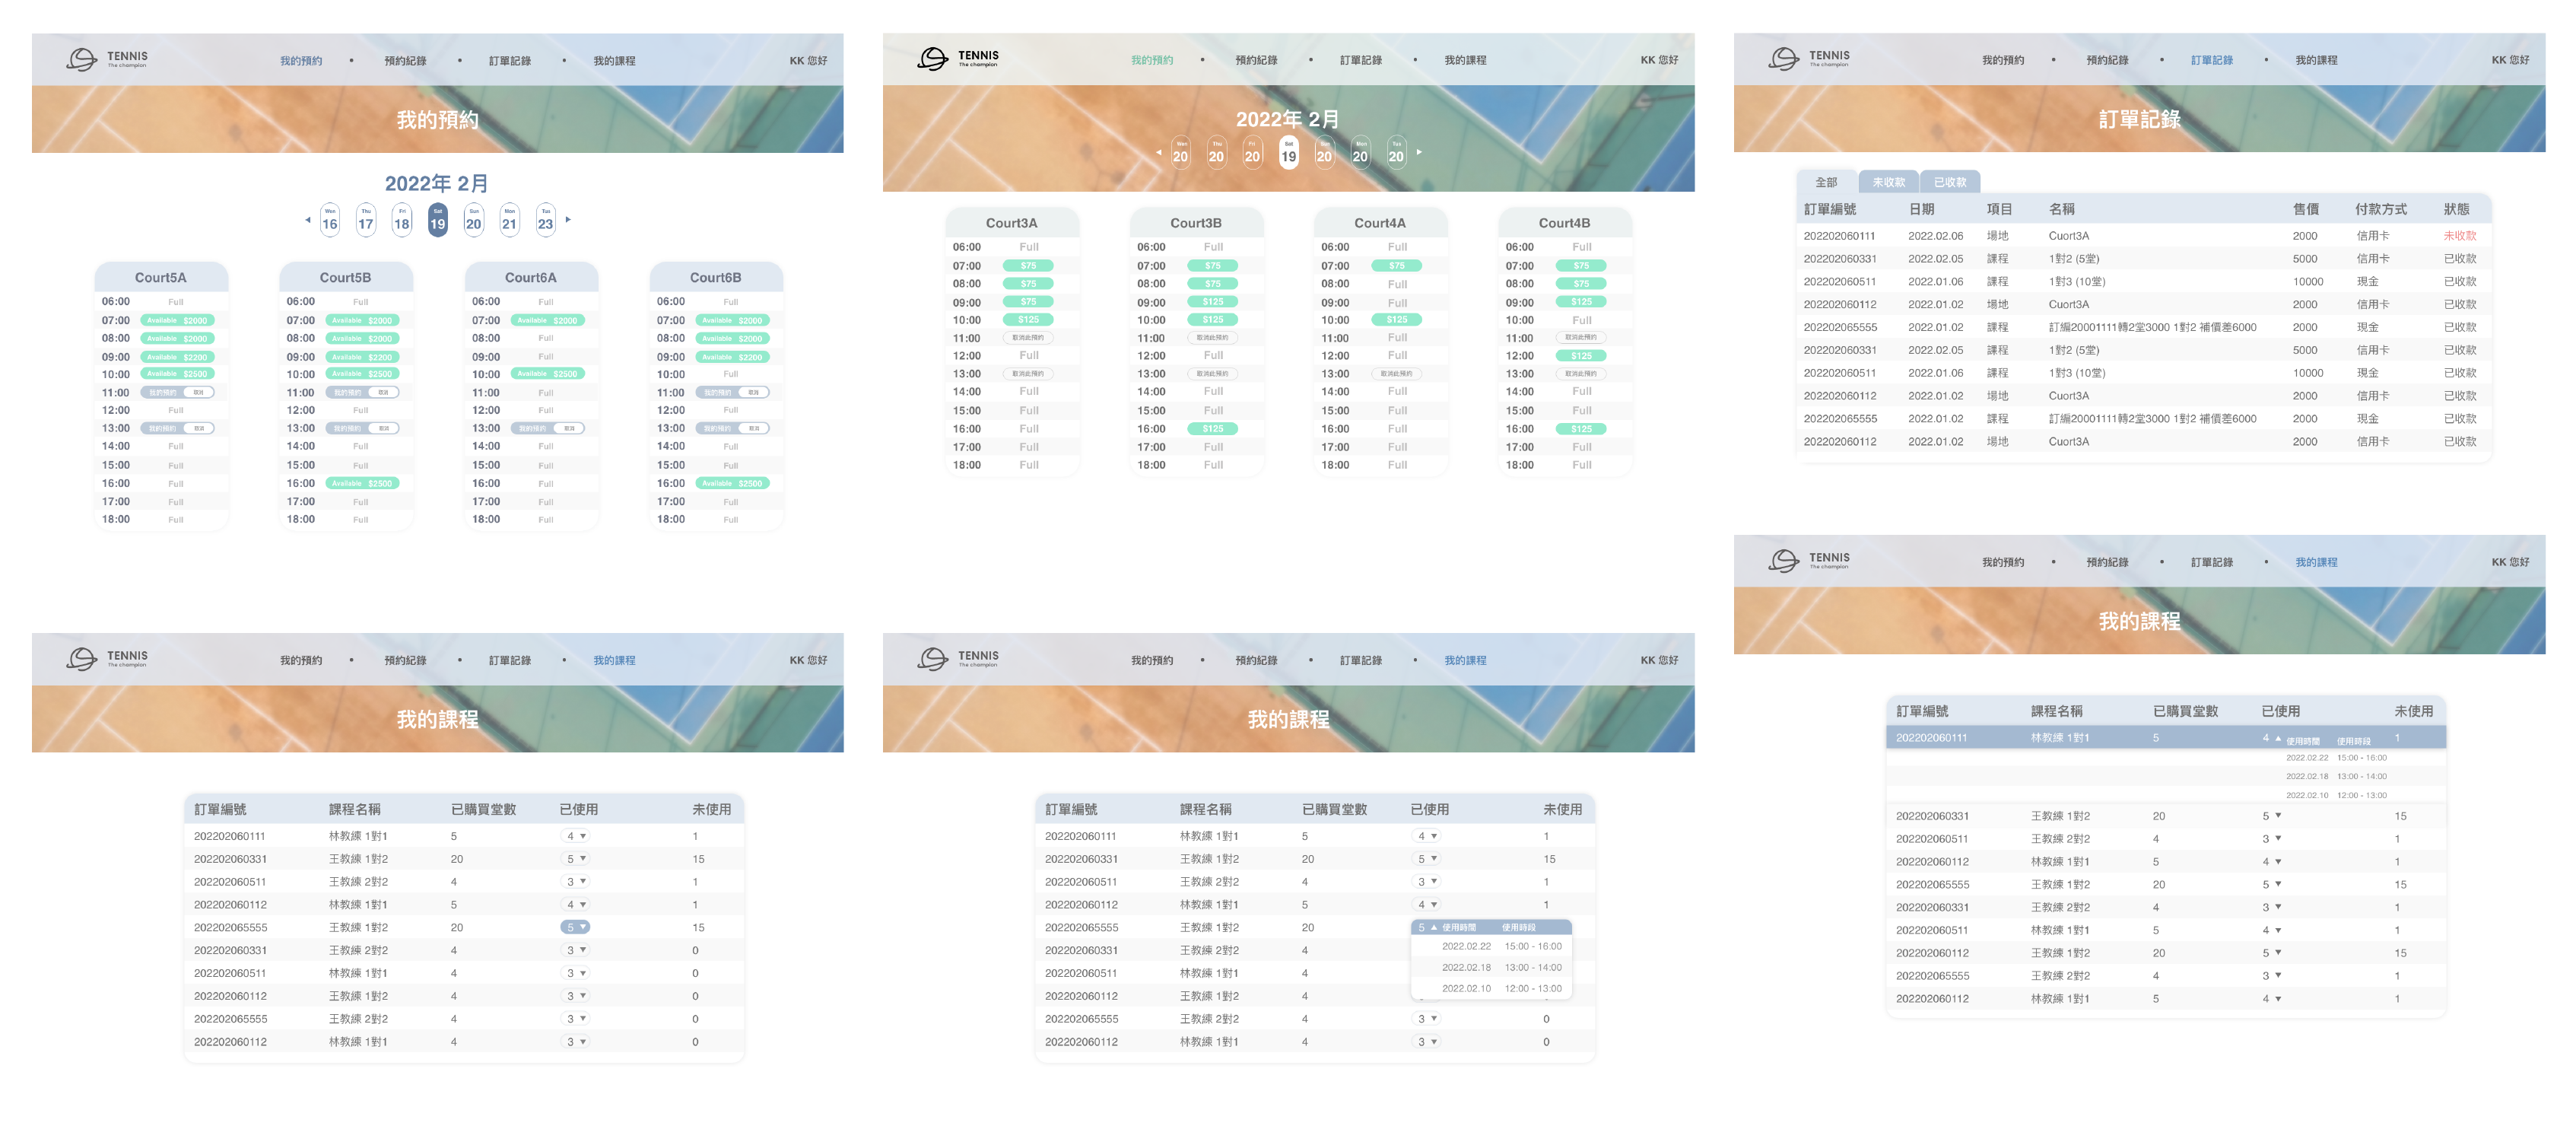 TENNIS
The champion
我的預約 • 預約紀錄 • 訂單記錄 • 我的課程
KK 您好
我的預約
2022年 2月
Wen Thu Fri Sat Sun Mon Tus
16 17 18 19 20 21 23
Court5A
06:00 Full
07:00 Available $2000
08:00 Available $2000
09:00 Available $2200
10:00 Available $2500
11:00 我的預約 取消
12:00 Full
13:00 我的預約 取消
14:00 Full
15:00 Full
16:00 Full
17:00 Full
18:00 Full
Court5B
06:00 Full
07:00 Available $2000
08:00 Available $2000
09:00 Available $2200
10:00 Available $2500
11:00 我的預約 取消
12:00 Full
13:00 我的預約 取消
14:00 Full
15:00 Full
16:00 Available $2500
17:00 Full
18:00 Full
Court6A
06:00 Full
07:00 Available $2000
08:00 Full
09:00 Full
10:00 Available $2500
11:00 Full
12:00 Full
13:00 我的預約 取消
14:00 Full
15:00 Full
16:00 Full
17:00 Full
18:00 Full
Court6B
06:00 Full
07:00 Available $2000
08:00 Available $2000
09:00 Available $2200
10:00 Full
11:00 我的預約 取消
12:00 Full
13:00 我的預約 取消
14:00 Full
15:00 Full
16:00 Available $2500
17:00 Full
18:00 Full
TENNIS
The champion
我的預約 • 預約紀錄 • 訂單記錄 • 我的課程
KK 您好
2022年 2月
Wen Thu Fri Sat Sun Mon Tus
20 20 20 19 20 20 20
Court3A
06:00 Full
07:00 $75
08:00 $75
09:00 $75
10:00 $125
11:00 取消此預約
12:00 Full
13:00 取消此預約
14:00 Full
15:00 Full
16:00 Full
17:00 Full
18:00 Full
Court3B
06:00 Full
07:00 $75
08:00 $75
09:00 $125
10:00 $125
11:00 取消此預約
12:00 Full
13:00 取消此預約
14:00 Full
15:00 Full
16:00 $125
17:00 Full
18:00 Full
Court4A
06:00 Full
07:00 $75
08:00 Full
09:00 Full
10:00 $125
11:00 Full
12:00 Full
13:00 取消此預約
14:00 Full
15:00 Full
16:00 Full
17:00 Full
18:00 Full
Court4B
06:00 Full
07:00 $75
08:00 $75
09:00 $125
10:00 Full
11:00 取消此預約
12:00 $125
13:00 取消此預約
14:00 Full
15:00 Full
16:00 $125
17:00 Full
18:00 Full
TENNIS
The champion
我的預約 • 預約紀錄 • 訂單記錄 • 我的課程
KK 您好
訂單記錄
全部 未收款 已收款
訂單編號 日期 項目 名稱 售價 付款方式 狀態
202202060111 2022.02.06 場地 Cuort3A 2000 信用卡 未收款
202202060331 2022.02.05 課程 1對2 (5堂) 5000 信用卡 已收款
202202060511 2022.01.06 課程 1對3 (10堂) 10000 現金 已收款
202202060112 2022.01.02 場地 Cuort3A 2000 信用卡 已收款
202202065555 2022.01.02 課程 訂編20001111轉2堂3000 1對2 補價差6000 2000 現金 已收款
202202060331 2022.02.05 課程 1對2 (5堂) 5000 信用卡 已收款
202202060511 2022.01.06 課程 1對3 (10堂) 10000 現金 已收款
202202060112 2022.01.02 場地 Cuort3A 2000 信用卡 已收款
202202065555 2022.01.02 課程 訂編20001111轉2堂3000 1對2 補價差6000 2000 現金 已收款
202202060112 2022.01.02 場地 Cuort3A 2000 信用卡 已收款
TENNIS
The champion
我的預約 • 預約紀錄 • 訂單記錄 • 我的課程
KK 您好
我的課程
訂單編號 課程名稱 已購買堂數 已使用 未使用
202202060111 林教練 1對1 5 4 ▼ 1
202202060331 王教練 1對2 20 5 ▼ 15
202202060511 王教練 2對2 4 3 ▼ 1
202202060112 林教練 1對1 5 4 ▼ 1
202202065555 王教練 1對2 20 5 ▼ 15
202202060331 王教練 2對2 4 3 ▼ 0
202202060511 林教練 1對1 4 3 ▼ 0
202202060112 王教練 1對2 4 3 ▼ 0
202202065555 王教練 2對2 4 3 ▼ 0
202202060112 林教練 1對1 4 3 ▼ 0
TENNIS
The champion
我的預約 • 預約紀錄 • 訂單記錄 • 我的課程
KK 您好
我的課程
訂單編號 課程名稱 已購買堂數 已使用 未使用
202202060111 林教練 1對1 5 4 ▼ 1
202202060331 王教練 1對2 20 5 ▼ 15
202202060511 王教練 2對2 4 3 ▼ 1
202202060112 林教練 1對1 5 4 ▼ 1
202202065555 王教練 1對2 20 5 ▲ 使用時間 使用時段
202202060331 王教練 2對2 4 2022.02.22 15:00 - 16:00
202202060511 林教練 1對1 4 2022.02.18 13:00 - 14:00
202202060112 王教練 1對2 4 2022.02.10 12:00 - 13:00
202202065555 王教練 2對2 4 3 ▼ 0
202202060112 林教練 1對1 4 3 ▼ 0
TENNIS
The champion
我的預約 • 預約紀錄 • 訂單記錄 • 我的課程
KK 您好
我的課程
訂單編號 課程名稱 已購買堂數 已使用 未使用
202202060111 林教練 1對1 5 4 ▲ 使用時間 使用時段 1
2022.02.22 15:00 - 16:00
2022.02.18 13:00 - 14:00
2022.02.10 12:00 - 13:00
202202060331 王教練 1對2 20 5 ▼ 15
202202060511 王教練 2對2 4 3 ▼ 1
202202060112 林教練 1對1 5 4 ▼ 1
202202065555 王教練 1對2 20 5 ▼ 15
202202060331 王教練 2對2 4 3 ▼ 1
202202060511 林教練 1對1 5 4 ▼ 1
202202060112 王教練 1對2 20 5 ▼ 15
202202065555 王教練 2對2 4 3 ▼ 1
202202060112 林教練 1對1 5 4 ▼ 1